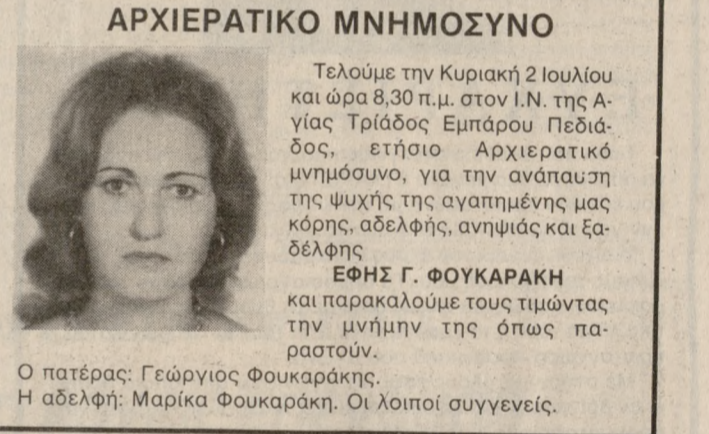 ΑΡΧΙΕΡΑΤΙΚΟ ΜΝΗΜΟΣΥΝΟ
Τελούμε την Κυριακή 2 Ιουλίου
και ώρα 8,30 π.μ. στον Ι.Ν. της Α-
γίας Τριάδος Εμπάρου Πεδιά-
δος, ετήσιο Αρχιερατικό
μνημόσυνο, για την ανάπαυση
της ψυχής της αγαπημένης μας
κόρης, αδελφής, ανηψιάς και ξα-
δέλφης
ΕΦΗΣ Γ. ΦΟΥΚΑΡΑΚΗ
και παρακαλούμε τους τιμώντας
την μνήμην της όπως πα-
ραστούν.
Ο πατέρας: Γεώργιος Φουκαράκης.
Η αδελφή: Μαρίκα Φουκαράκη. Οι λοιποί συγγενείς.